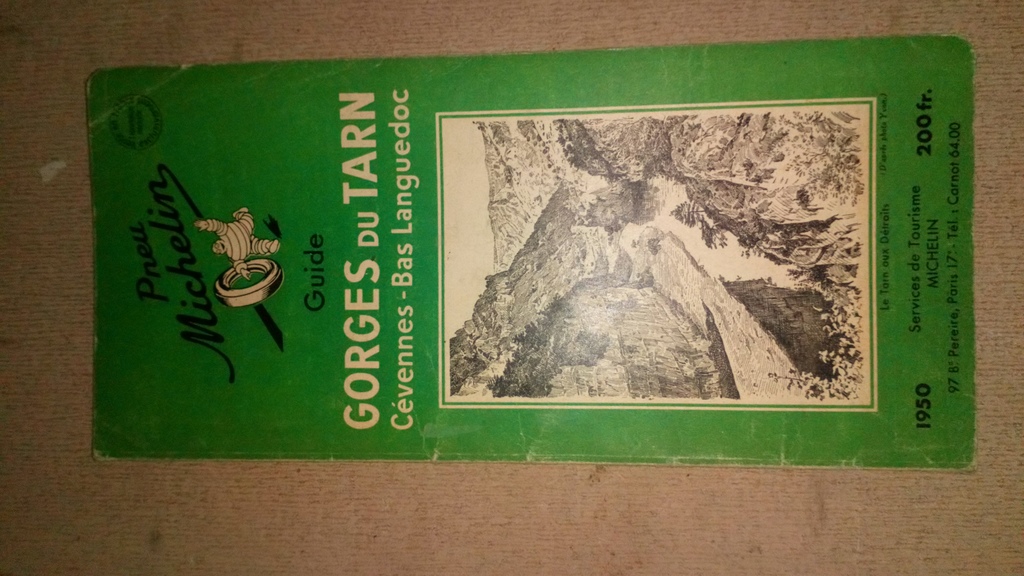 Pneu
Michelin
Guide
GORGES DU TARN
Cévennes - Bas Languedoc
Le Tarn aux Détroits (D'après photo Yvon.)
1950 Services de Tourisme 200 fr.
MICHELIN
97 Bd Pereire, Paris 17e - Tél. : Carnot 64.00